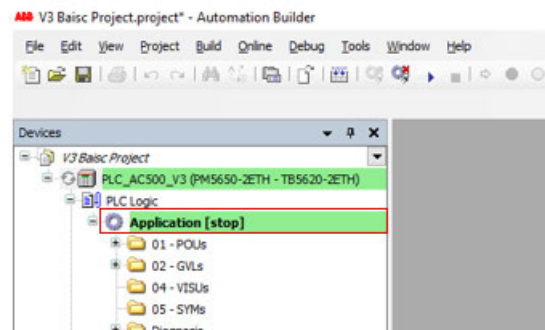 ABB V3 Baisc Project.project* - Automation Builder
File Edit View Project Build Online Debug Tools Window Help
Devices
V3 Baisc Project
PLC_AC500_V3 (PM5650-2ETH - TB5620-2ETH)
PLC Logic
Application [stop]
01 - POUs
02 - GVLs
04 - VISUs
05 - SYMs
Diagnosis